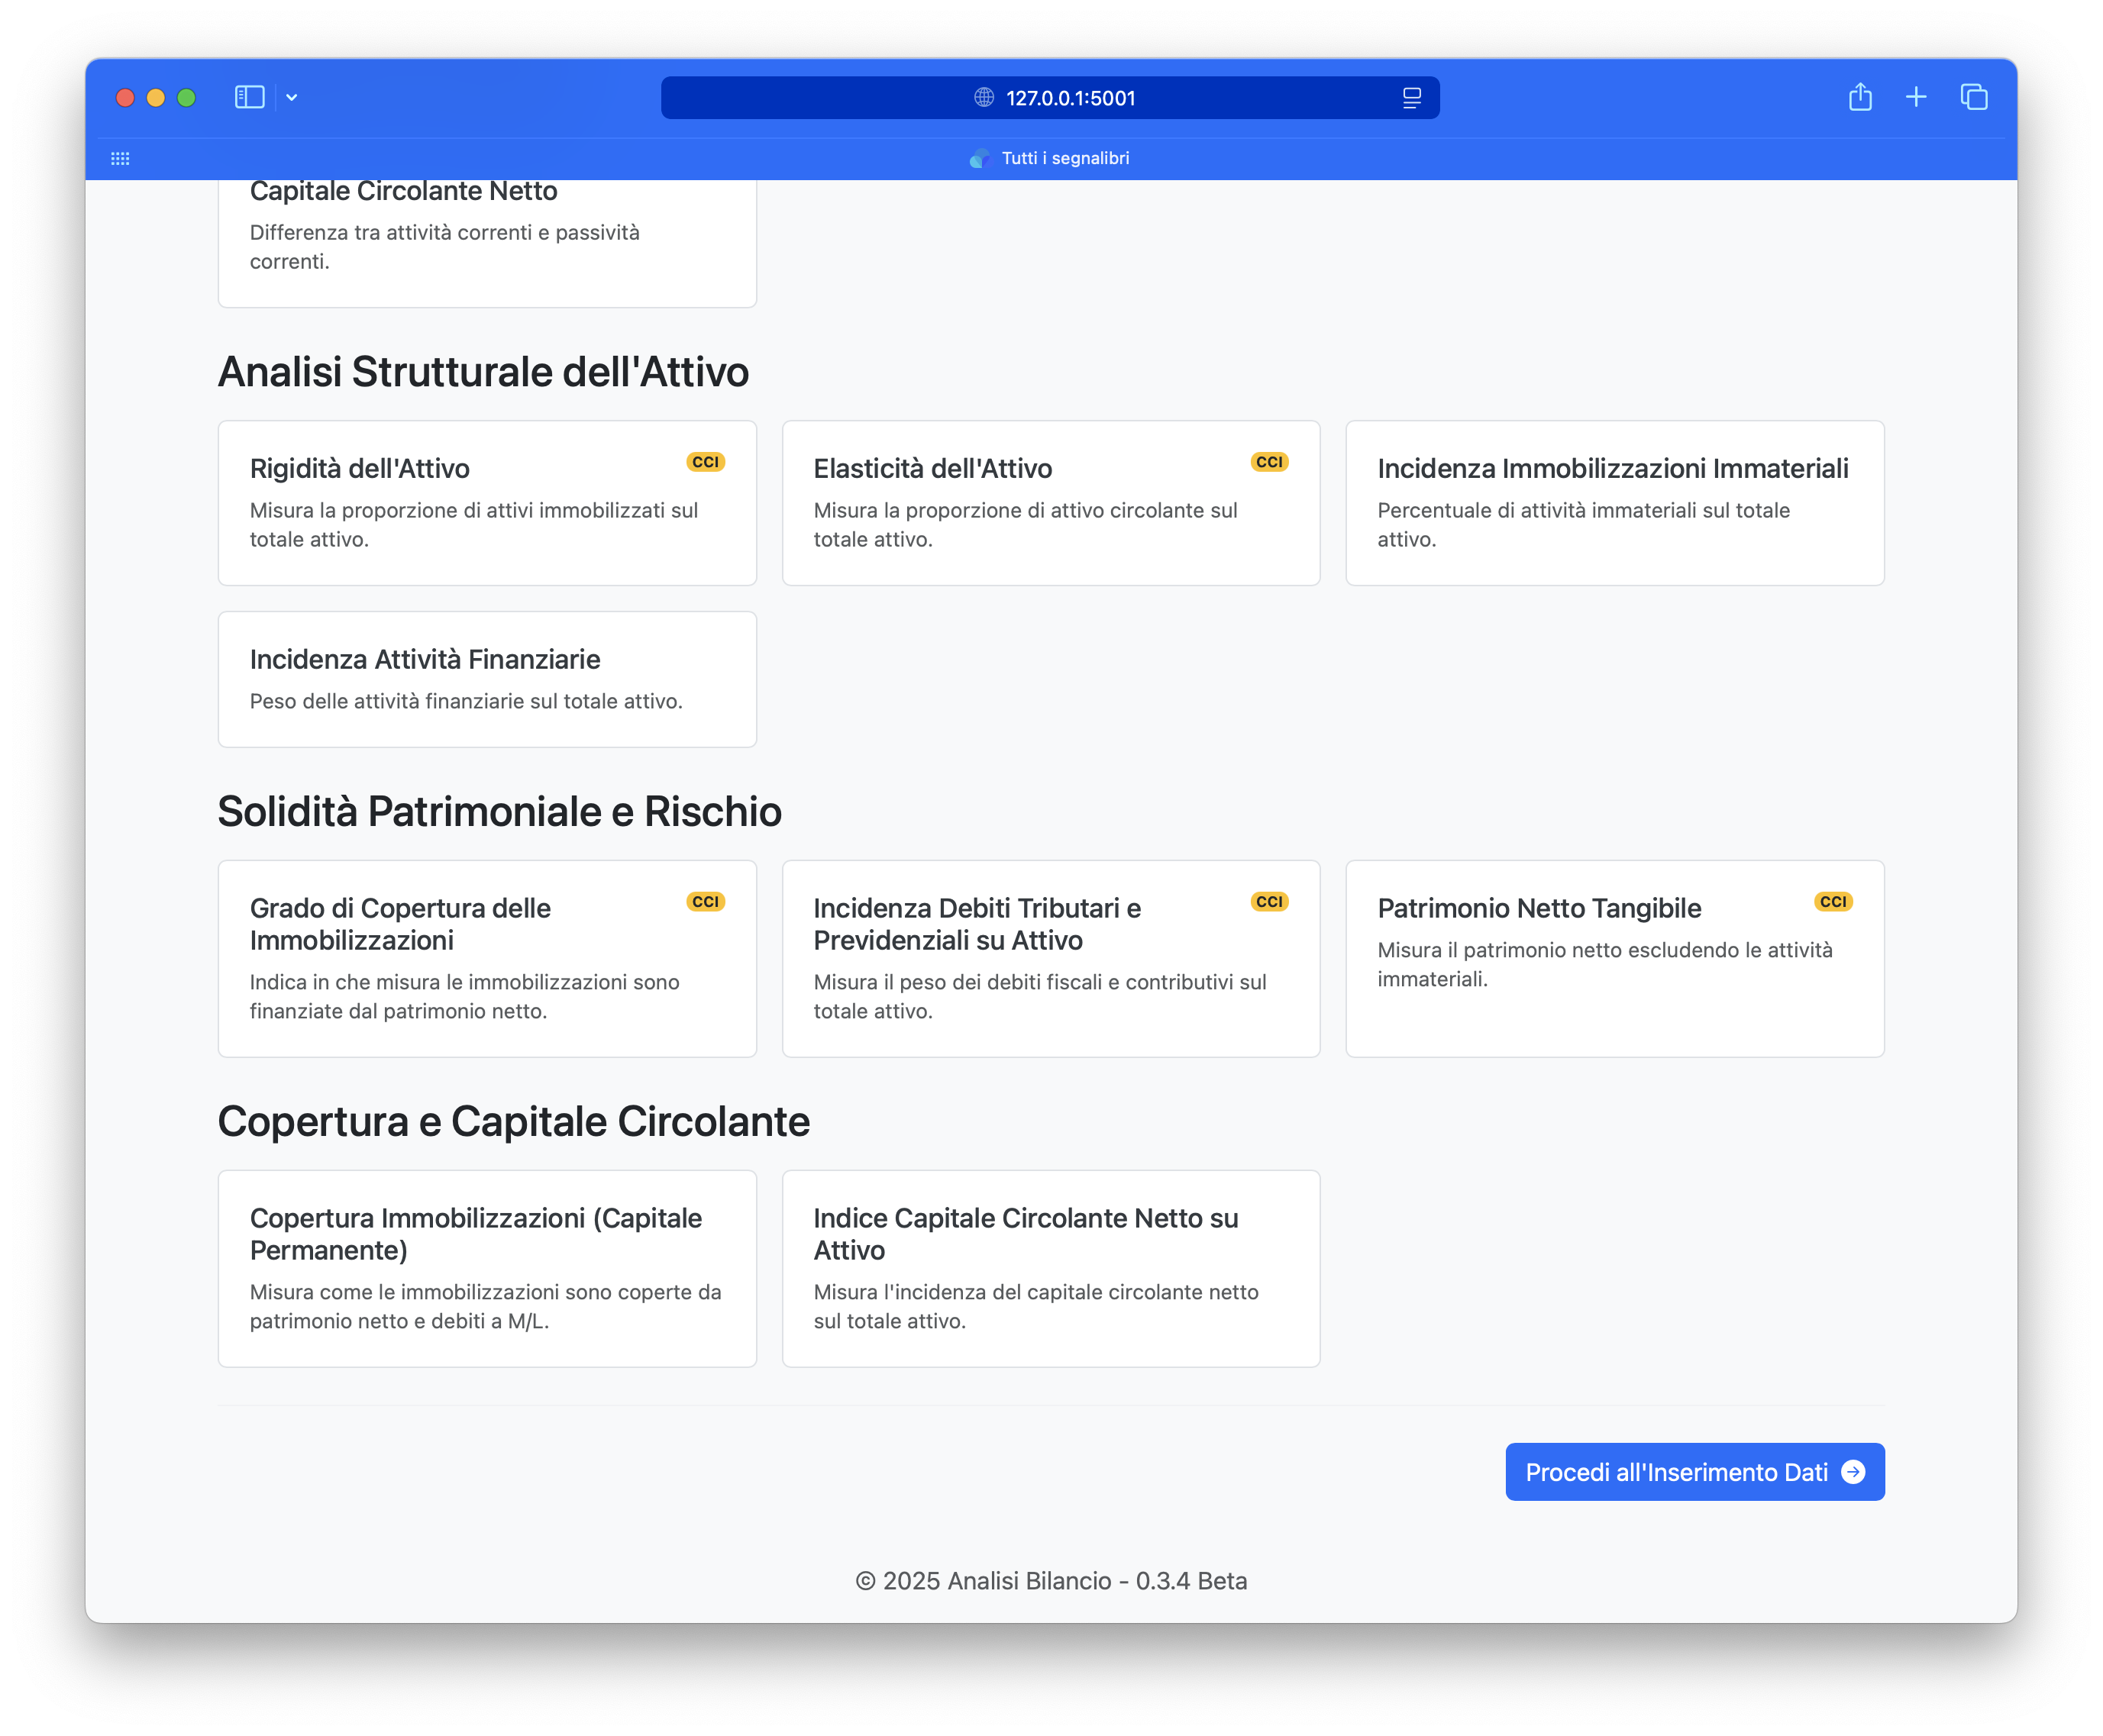 127.0.0.1:5001
Tutti i segnalibri
Capitale Circolante Netto
Differenza tra attività correnti e passività
correnti.
Analisi Strutturale dell'Attivo
Rigidità dell'Attivo
CCI
Misura la proporzione di attivi immobilizzati sul
totale attivo.
Elasticità dell'Attivo
CCI
Misura la proporzione di attivo circolante sul
totale attivo.
Incidenza Immobilizzazioni Immateriali
Percentuale di attività immateriali sul totale
attivo.
Incidenza Attività Finanziarie
Peso delle attività finanziarie sul totale attivo.
Solidità Patrimoniale e Rischio
Grado di Copertura delle
Immobilizzazioni
CCI
Indica in che misura le immobilizzazioni sono
finanziate dal patrimonio netto.
Incidenza Debiti Tributari e
Previdenziali su Attivo
CCI
Misura il peso dei debiti fiscali e contributivi sul
totale attivo.
Patrimonio Netto Tangibile
CCI
Misura il patrimonio netto escludendo le attività
immateriali.
Copertura e Capitale Circolante
Copertura Immobilizzazioni (Capitale
Permanente)
Misura come le immobilizzazioni sono coperte da
patrimonio netto e debiti a M/L.
Indice Capitale Circolante Netto su
Attivo
Misura l'incidenza del capitale circolante netto
sul totale attivo.
Procedi all'Inserimento Dati
© 2025 Analisi Bilancio - 0.3.4 Beta